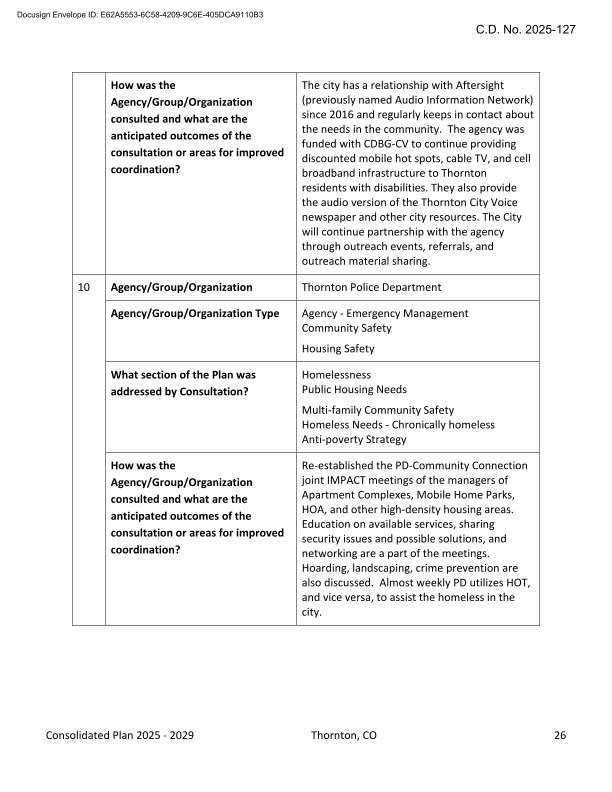 Docusign Envelope ID: E62A5553-6C58-4209-9C6E-405DCA9110B3
C.D. No. 2025-127
How was the
Agency/Group/Organization
consulted and what are the
anticipated outcomes of the
consultation or areas for improved
coordination?
The city has a relationship with Aftersight
(previously named Audio Information Network)
since 2016 and regularly keeps in contact about
the needs in the community.  The agency was
funded with CDBG-CV to continue providing
discounted mobile hot spots, cable TV, and cell
broadband infrastructure to Thornton
residents with disabilities. They also provide
the audio version of the Thornton City Voice
newspaper and other city resources. The City
will continue partnership with the agency
through outreach events, referrals, and
outreach material sharing.
10
Agency/Group/Organization
Thornton Police Department
Agency/Group/Organization Type
Agency - Emergency Management
Community Safety
Housing Safety
What section of the Plan was
addressed by Consultation?
Homelessness
Public Housing Needs
Multi-family Community Safety
Homeless Needs - Chronically homeless
Anti-poverty Strategy
How was the
Agency/Group/Organization
consulted and what are the
anticipated outcomes of the
consultation or areas for improved
coordination?
Re-established the PD-Community Connection
joint IMPACT meetings of the managers of
Apartment Complexes, Mobile Home Parks,
HOA, and other high-density housing areas.
Education on available services, sharing
security issues and possible solutions, and
networking are a part of the meetings.
Hoarding, landscaping, crime prevention are
also discussed.  Almost weekly PD utilizes HOT,
and vice versa, to assist the homeless in the
city.
Consolidated Plan 2025 - 2029
Thornton, CO
26